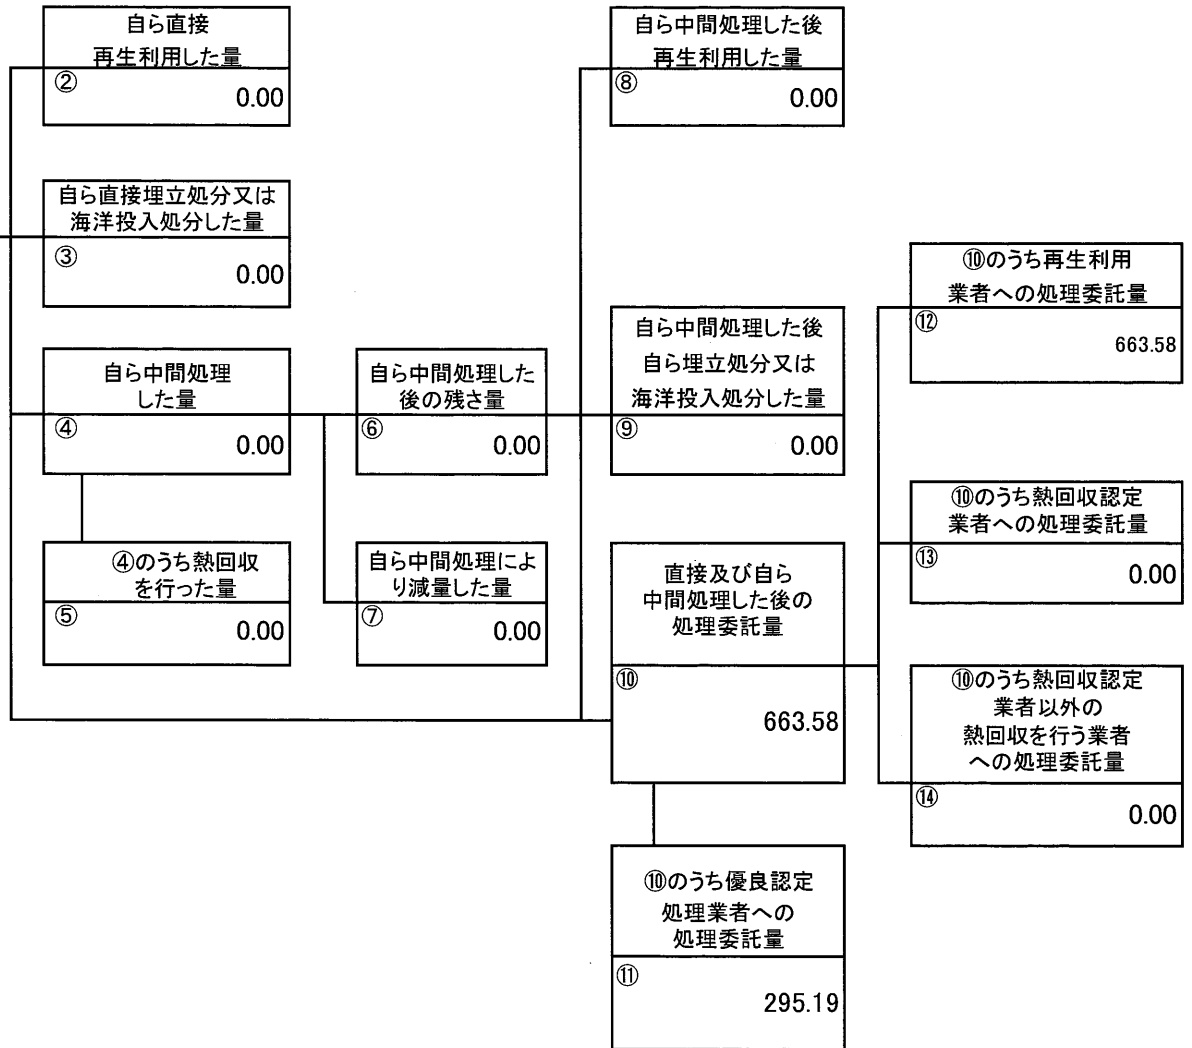 自ら直接
再生利用した量
②
0.00
自ら直接埋立処分又は
海洋投入処分した量
③
0.00
自ら中間処理
した量
④
0.00
④のうち熱回収
を行った量
⑤
0.00
自ら中間処理した
後の残さ量
⑥
0.00
自ら中間処理によ
り減量した量
⑦
0.00
自ら中間処理した後
再生利用した量
⑧
0.00
自ら中間処理した後
自ら埋立処分又は
海洋投入処分した量
⑨
0.00
直接及び自ら
中間処理した後の
処理委託量
⑩
663.58
⑩のうち優良認定
処理業者への
処理委託量
⑪
295.19
⑩のうち再生利用
業者への処理委託量
⑫
663.58
⑩のうち熱回収認定
業者への処理委託量
⑬
0.00
⑩のうち熱回収認定
業者以外の
熱回収を行う業者
への処理委託量
⑭
0.00